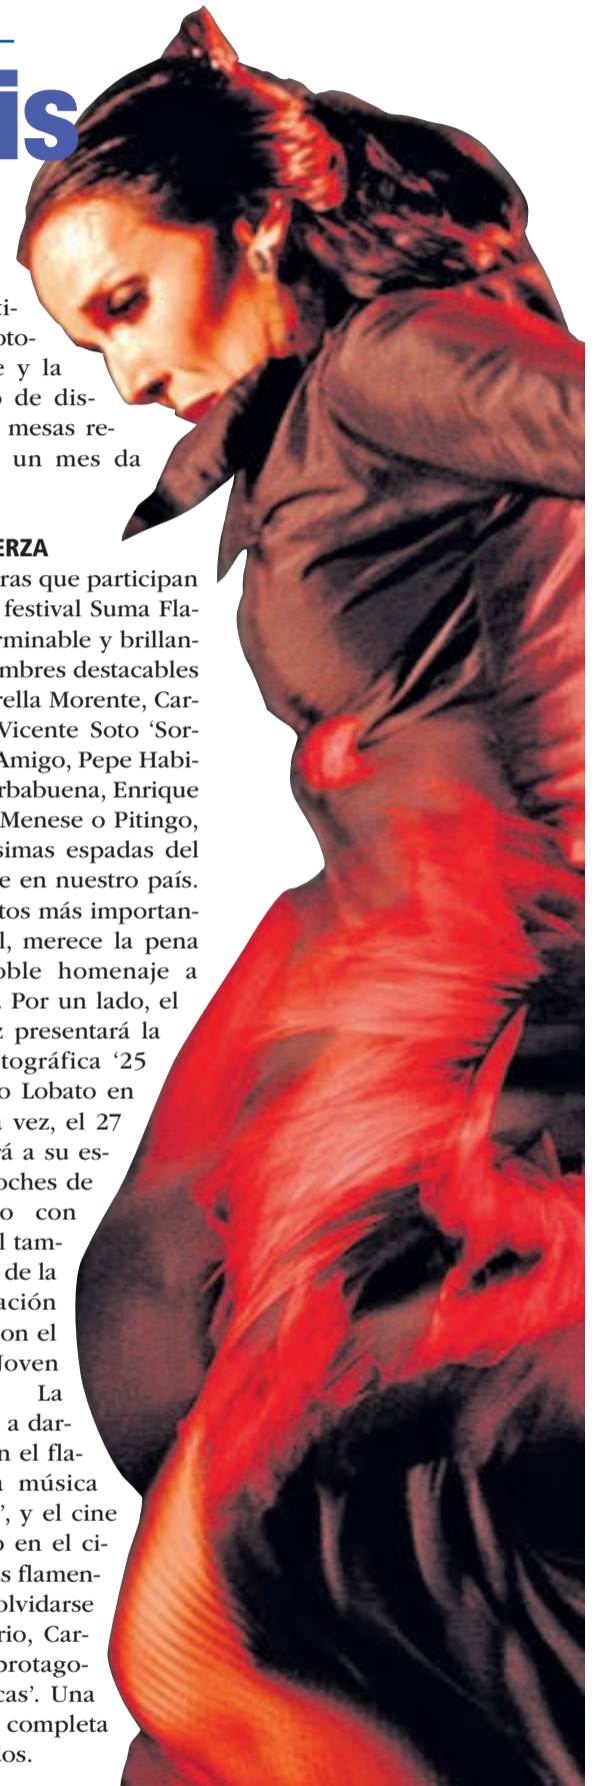 is
ti-
oto-
e y la
o de dis-
mesas re-
un mes da
ERZA
ras que participan
festival Suma Fla-
rminable y brillan-
mbres destacables
rella Morente, Car-
Vicente Soto ‘Sor-
Amigo, Pepe Habi-
rbabuena, Enrique
Menese o Pitingo,
simas espadas del
e en nuestro país.
tos más importan-
l, merece la pena
oble homenaje a
. Por un lado, el
z presentará la
tográfica ‘25
o Lobato en
a vez, el 27
rá a su es-
oches de
o con
l tam-
de la
ación
on el
Joven
La
a dar-
n el fla-
a música
’, y el cine
o en el ci-
s flamen-
olvidarse
rio, Car-
protago-
cas’. Una
completa
dos.